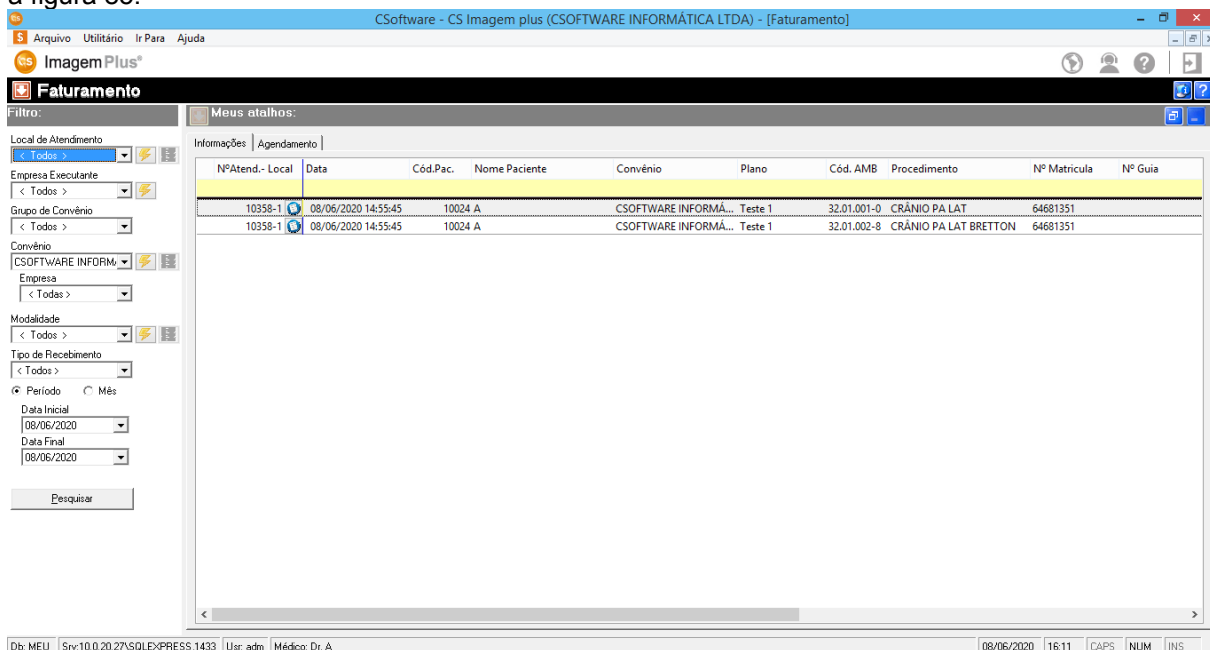 a figura 35.
CSoftware - CS Imagem plus (CSOFTWARE INFORMÁTICA LTDA) - [Faturamento]
Arquivo Utilitário Ir Para Ajuda
Imagem Plus®
Faturamento
Filtro:
Meus atalhos:
Local de Atendimento
< Todos >
Empresa Executante
< Todos >
Grupo de Convênio
< Todos >
Convênio
CSOFTWARE INFORM
Empresa
< Todas >
Modalidade
< Todos >
Tipo de Recebimento
< Todos >
Período Mês
Data Inicial
08/06/2020
Data Final
08/06/2020
Pesquisar
Informações Agendamento
NºAtend.- Local Data Cód.Pac. Nome Paciente Convênio Plano Cód. AMB Procedimento Nº Matricula Nº Guia
10358-1 08/06/2020 14:55:45 10024 A CSOFTWARE INFORMÁ... Teste 1 32.01.001-0 CRÂNIO PA LAT 64681351
10358-1 08/06/2020 14:55:45 10024 A CSOFTWARE INFORMÁ... Teste 1 32.01.002-8 CRÂNIO PA LAT BRETTON 64681351
Db: MEU Srv:10.0.20.27\SQLEXPRESS,1433 Usr: adm Médico: Dr. A 08/06/2020 16:11 CAPS NUM INS